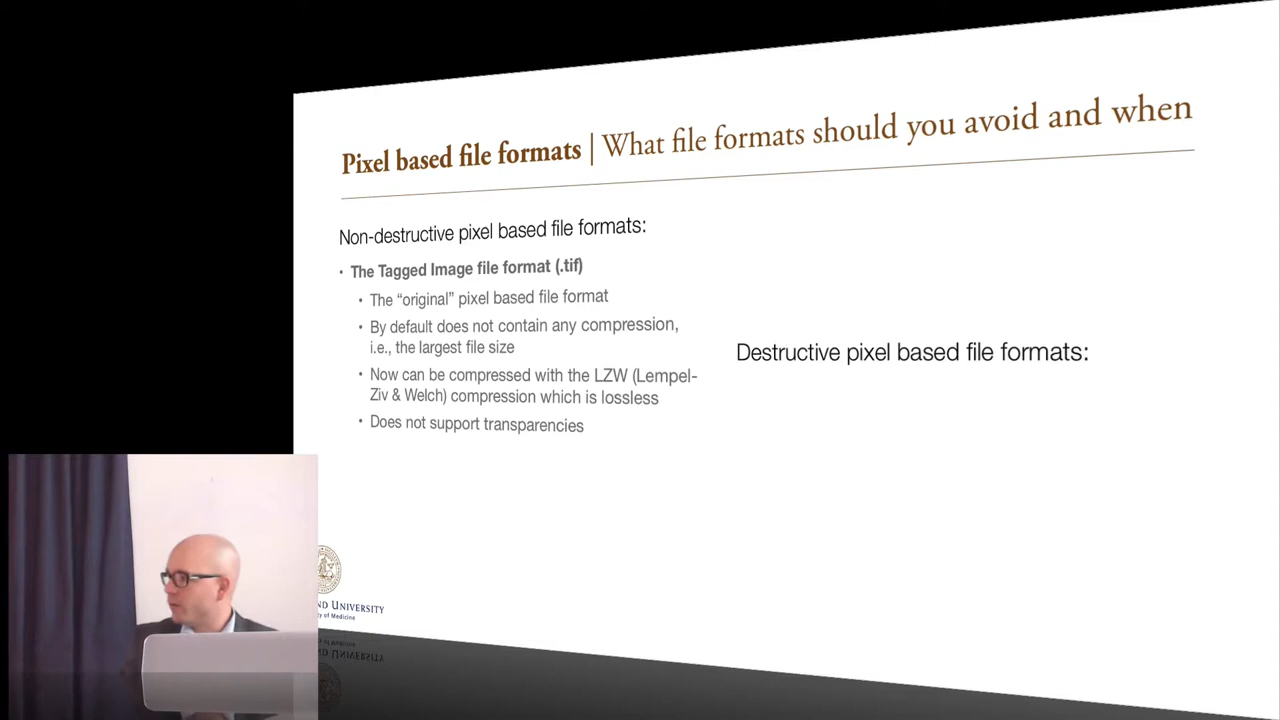 Pixel based file formats | What file formats should you avoid and when
Non-destructive pixel based file formats:
• The Tagged Image file format (.tif)
• The “original” pixel based file format
• By default does not contain any compression,
i.e., the largest file size
• Now can be compressed with the LZW (Lempel-
Ziv & Welch) compression which is lossless
• Does not support transparencies
Destructive pixel based file formats:
UNIVERSITY
of Medicine